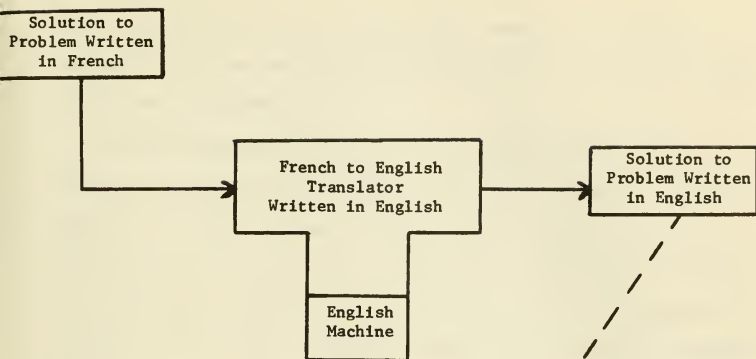 Solution to
Problem Written
in French
French to English
Translator
Written in English
Solution to
Problem Written
in English
English
Machine